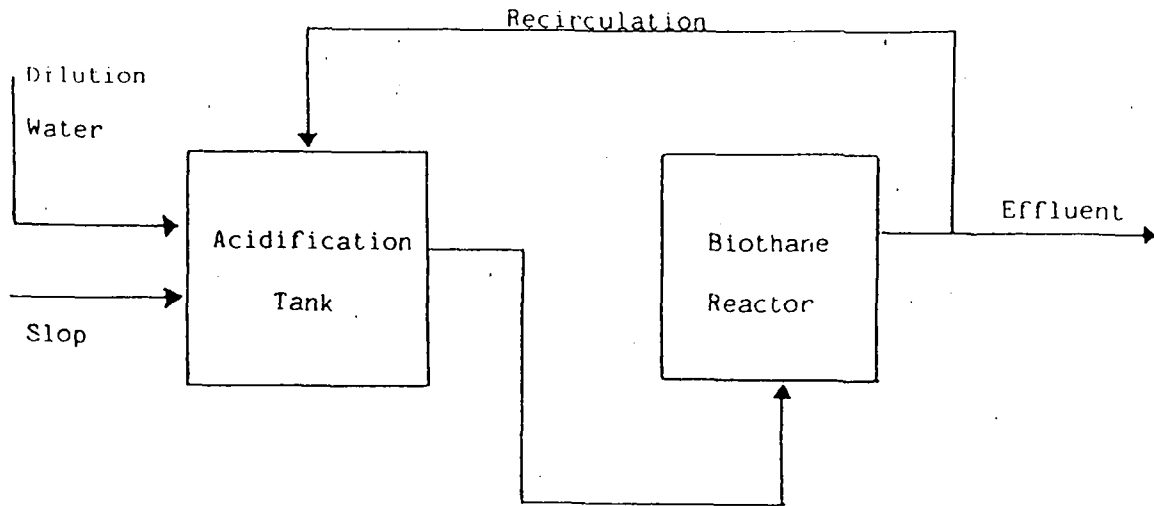 Recirculation
Dilution
Water
Acidification
Tank
Slop
Biothane
Reactor
Effluent